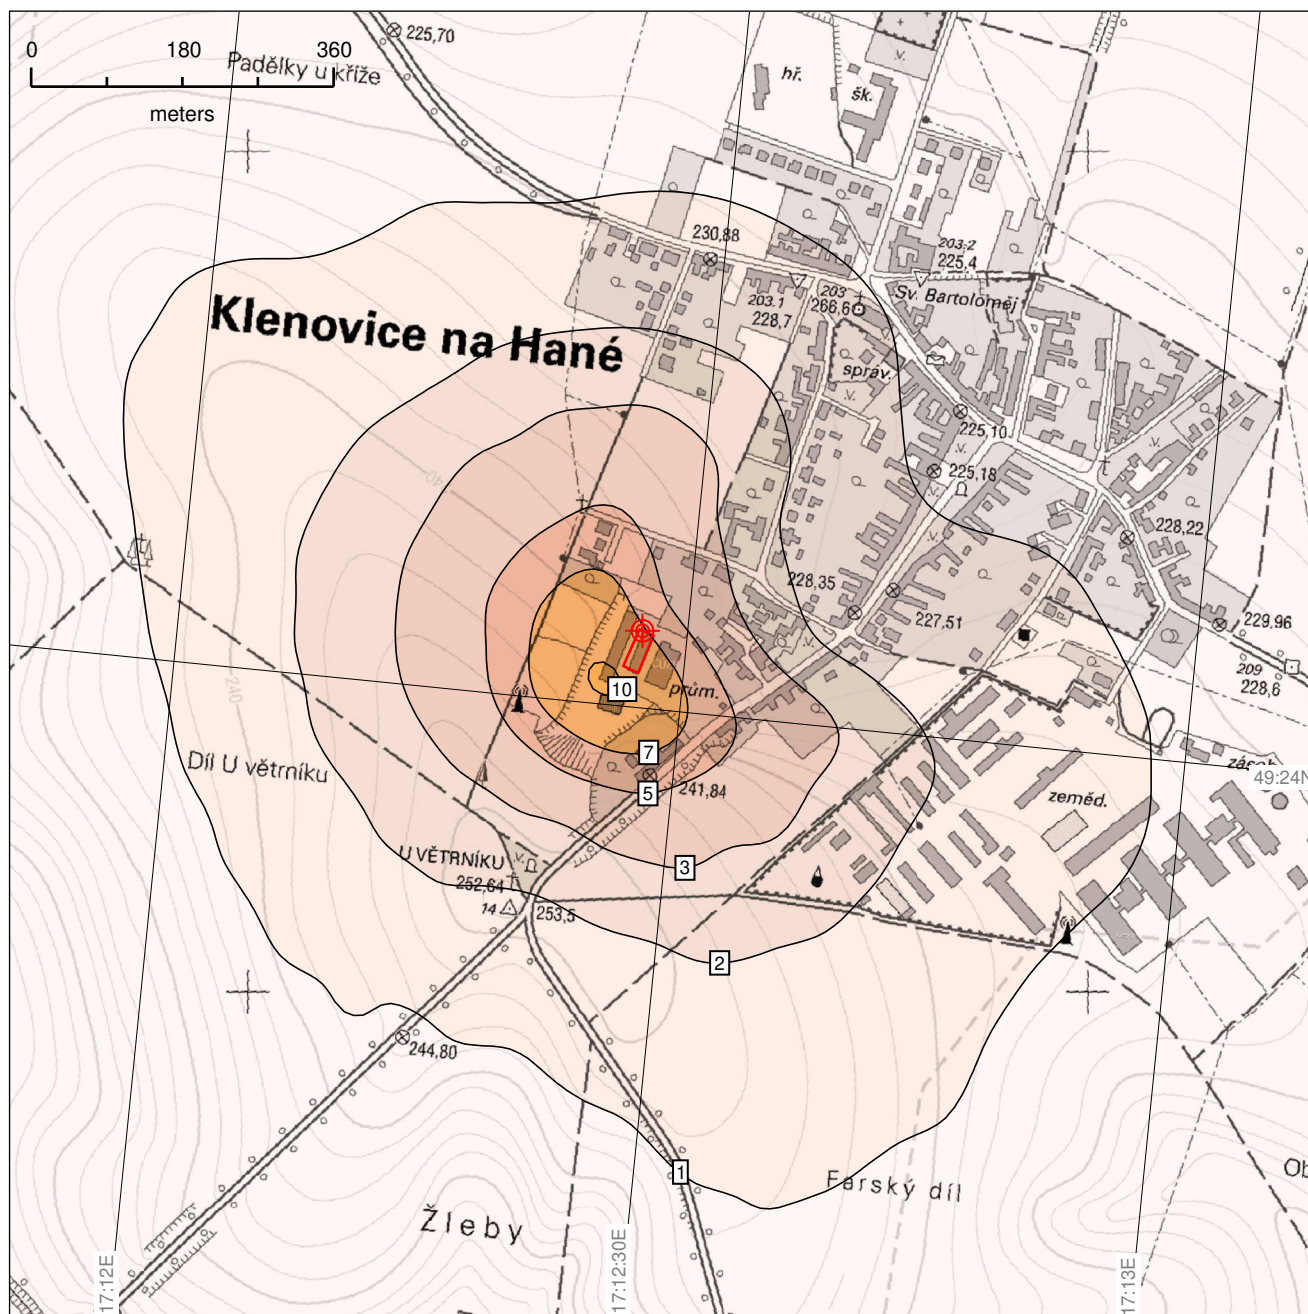 0 180 360
meters
225,70
Padělky u kříže
hř.
šk.
230,88
203.2
225.4
Sv. Bartoloměj
203.1
228,7
203
266,6
Klenovice na Hané
správ.
225,10
225,18
228,22
228,35
227,51
229,96
209
228,6
240
10
prům.
7
5
241,84
Díl U větrníku
49:24N
zeměd.
3
U VĚTRNÍKU
252,64
14
253,5
2
244,80
1
Farský díl
Žleby
17:12E
17:12:30E
17:13E